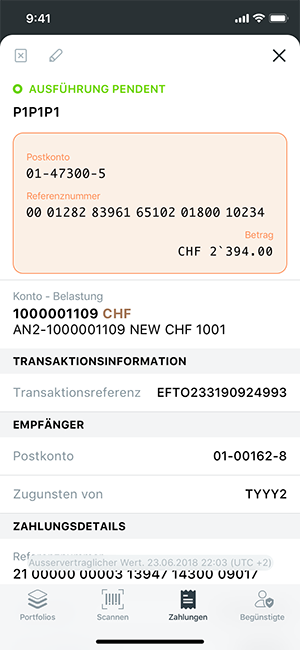 9:41
AUSFÜHRUNG PENDENT
P1P1P1
Postkonto
01-47300-5
Referenznummer
00 01282 83961 65102 01800 10234
Betrag
CHF 2`394.00
Konto - Belastung
1000001109 CHF
AN2-1000001109 NEW CHF 1001
TRANSAKTIONSINFORMATION
Transaktionsreferenz EFTO233190924993
EMPFÄNGER
Postkonto 01-00162-8
Zugunsten von TYYY2
ZAHLUNGSDETAILS
Referenznummer
Ausservertraglicher Wert. 23.06.2018 22:03 (UTC +2)
21 00000 00003 13947 14300 09017
Portfolios Scannen Zahlungen Begünstigte